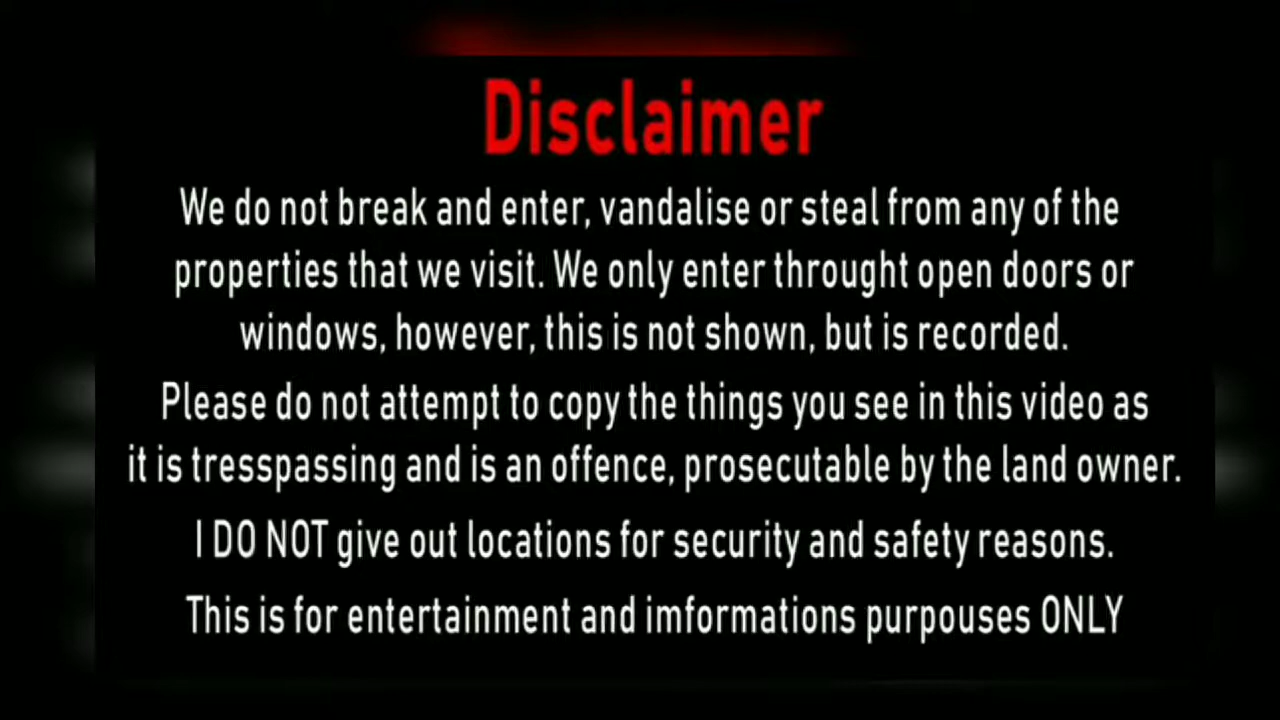 Disclaimer
We do not break and enter, vandalise or steal from any of the
properties that we visit. We only enter throught open doors or
windows, however, this is not shown, but is recorded.
Please do not attempt to copy the things you see in this video as
it is tresspassing and is an offence, prosecutable by the land owner.
I DO NOT give out locations for security and safety reasons.
This is for entertainment and imformations purpouses ONLY